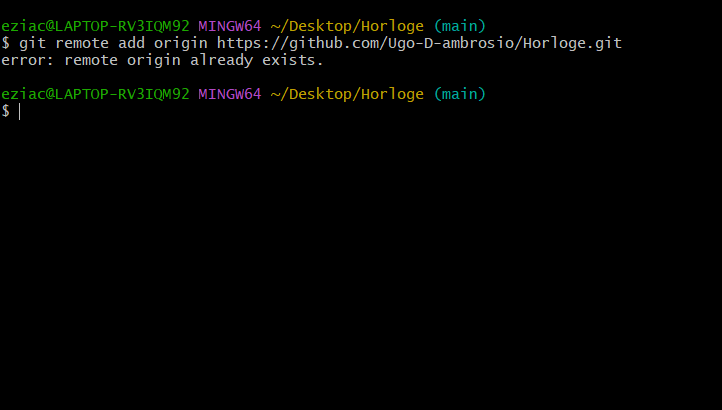 eziac@LAPTOP-RV3IQM92 MINGW64 ~/Desktop/Horloge (main)
$ git remote add origin https://github.com/Ugo-D-ambrosio/Horloge.git
error: remote origin already exists.
eziac@LAPTOP-RV3IQM92 MINGW64 ~/Desktop/Horloge (main)
$